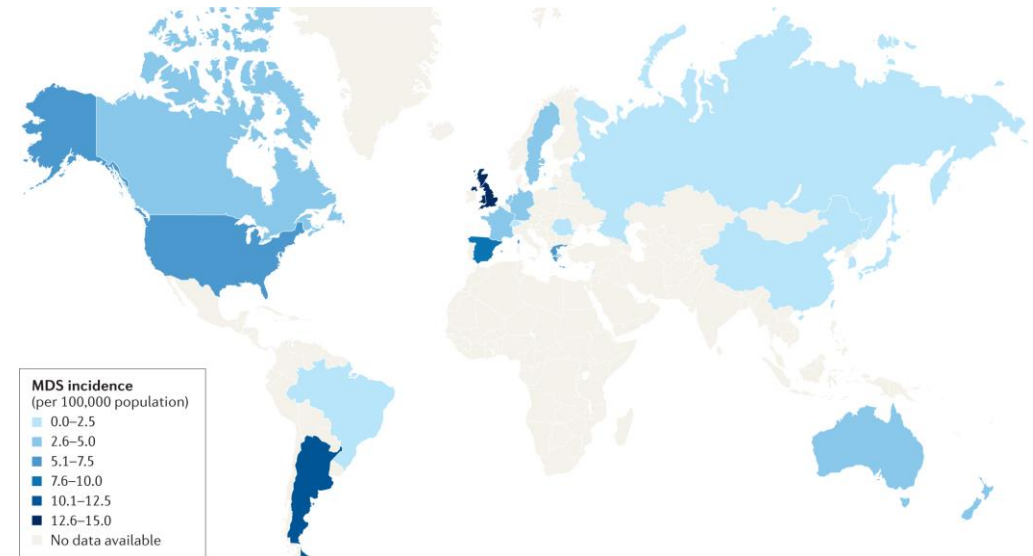 MDS incidence
(per 100,000 population)
0.0–2.5
2.6–5.0
5.1–7.5
7.6–10.0
10.1–12.5
12.6–15.0
No data available